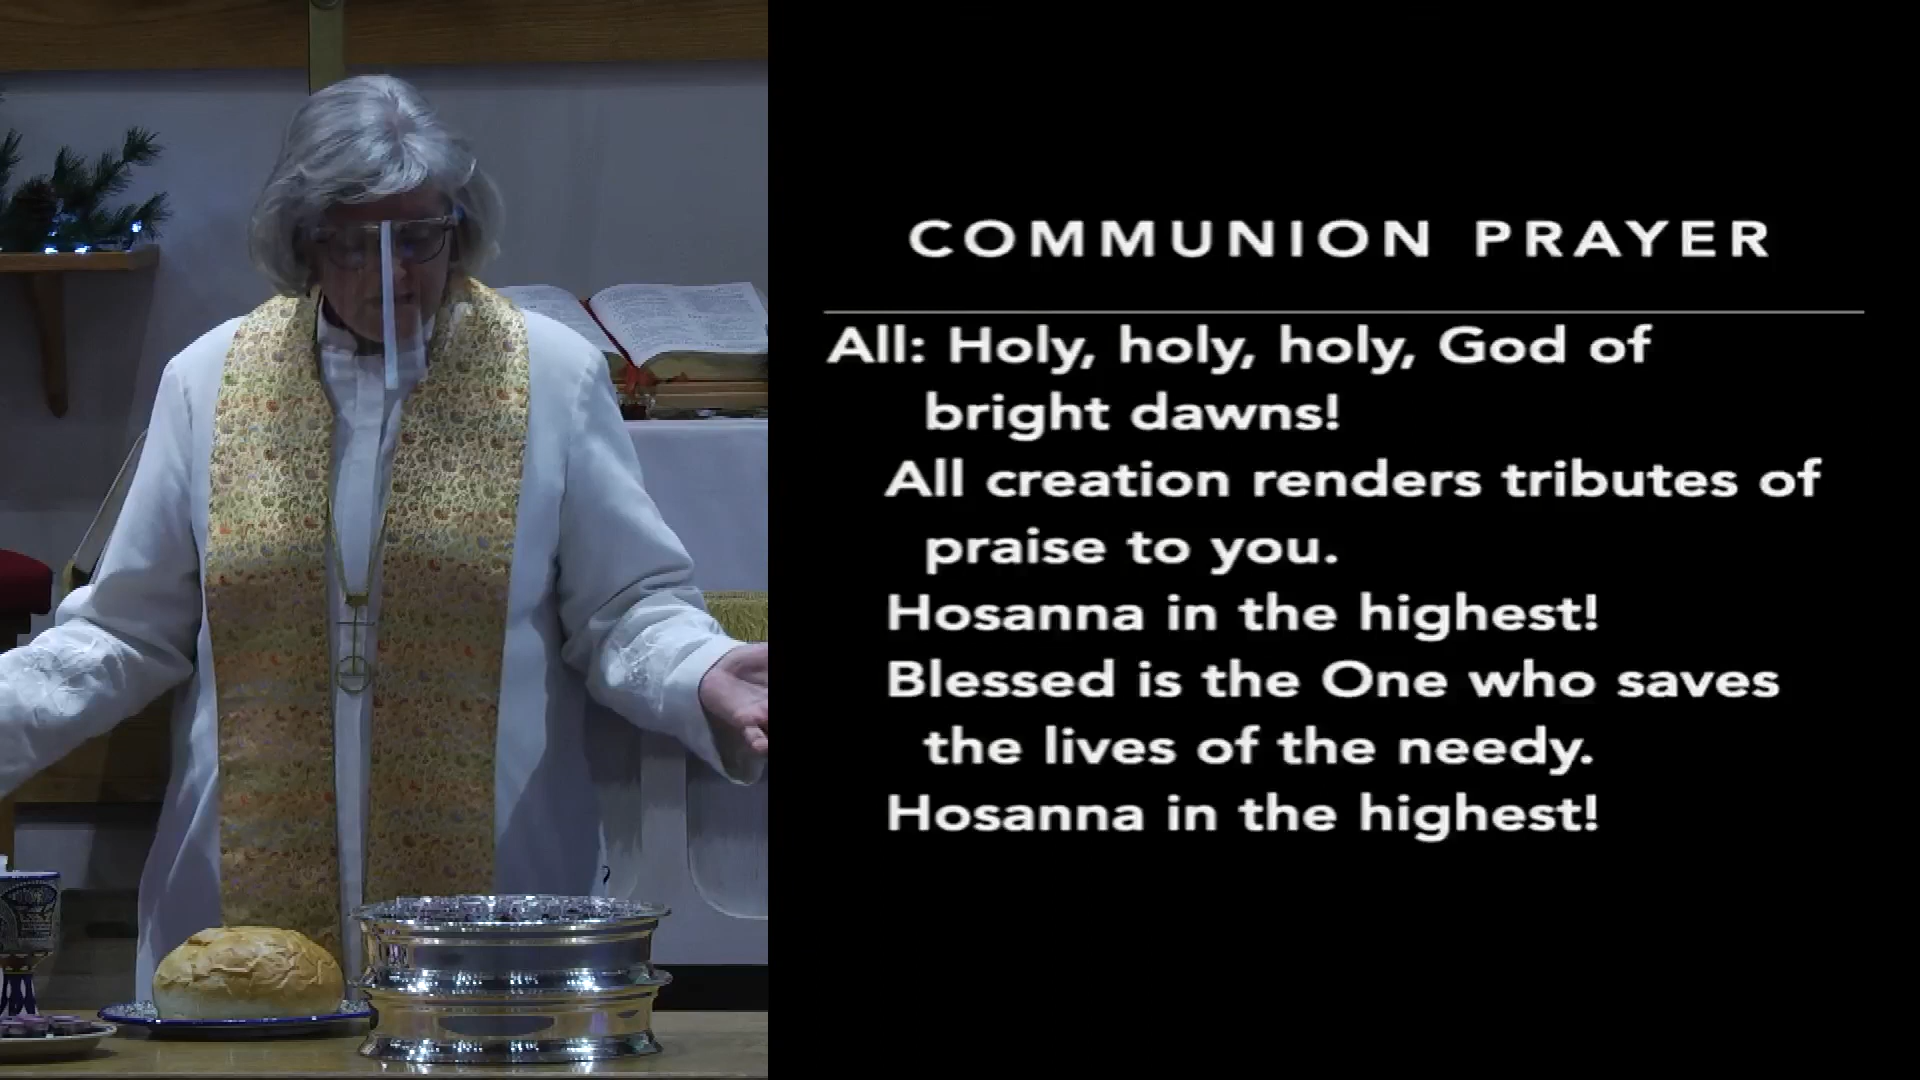 COMMUNION PRAYER
All: Holy, holy, holy, God of
bright dawns!
All creation renders tributes of
praise to you.
Hosanna in the highest!
Blessed is the One who saves
the lives of the needy.
Hosanna in the highest!